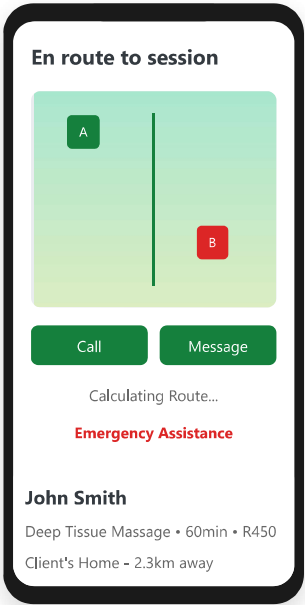 En route to session
A
B
Call
Message
Calculating Route...
Emergency Assistance
John Smith
Deep Tissue Massage • 60min • R450
Client's Home - 2.3km away